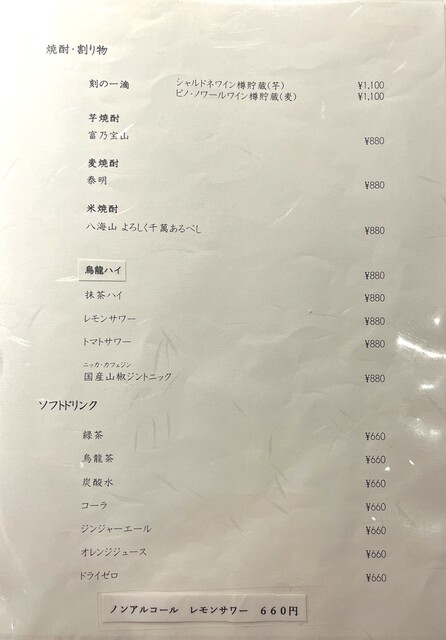 焼酎・割り物
刻の一滴 シャルドネワイン樽貯蔵(芋) ¥1,100
ピノ・ノワールワイン樽貯蔵(麦) ¥1,100
芋焼酎
富乃宝山 ¥880
麦焼酎
泰明 ¥880
米焼酎
八海山 よろしく千萬あるべし ¥880
烏龍ハイ ¥880
抹茶ハイ ¥880
レモンサワー ¥880
トマトサワー ¥880
ニッカ・カフェジン
国産山椒ジントニック ¥880
ソフトドリンク
緑茶 ¥660
烏龍茶 ¥660
炭酸水 ¥660
コーラ ¥660
ジンジャーエール ¥660
オレンジジュース ¥660
ドライゼロ ¥660
ノンアルコール レモンサワー 660円